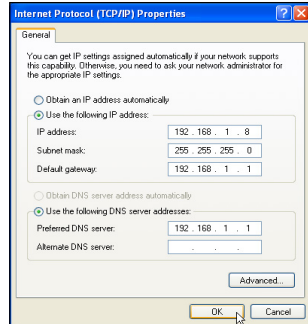 Internet Protocol (TCP/IP) Properties
General
You can get IP settings assigned automatically if your network supports
this capability. Otherwise, you need to ask your network administrator for
the appropriate IP settings.
Obtain an IP address automatically
Use the following IP address:
IP address: 192 . 168 . 1 . 8
Subnet mask: 255 . 255 . 255 . 0
Default gateway: 192 . 168 . 1 . 1
Obtain DNS server address automatically
Use the following DNS server addresses:
Preferred DNS server: 192 . 168 . 1 . 1
Alternate DNS server: . . .
Advanced...
OK Cancel